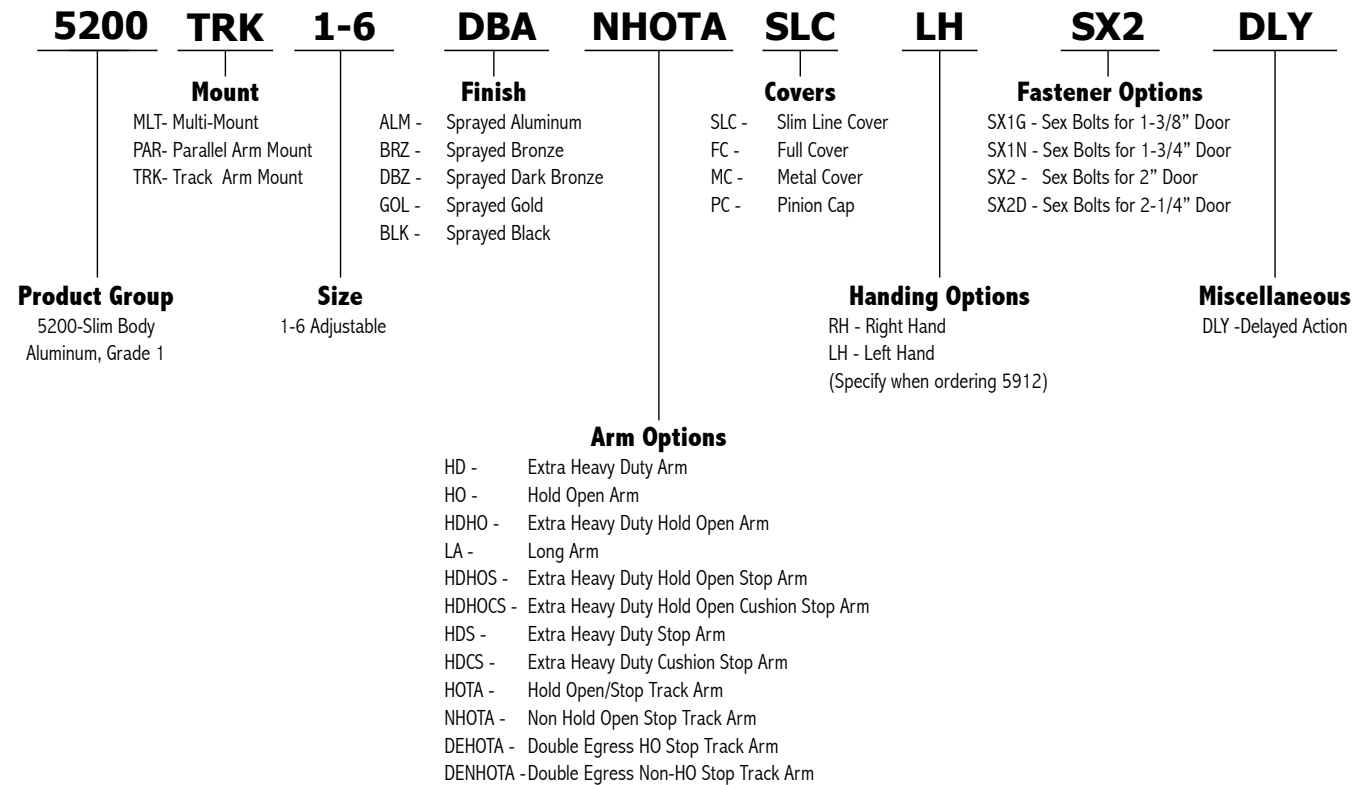 5200 TRK 1-6 DBA NHOTA SLC LH SX2 DLY
Mount
MLT- Multi-Mount
PAR- Parallel Arm Mount
TRK- Track Arm Mount
Finish
ALM - Sprayed Aluminum
BRZ - Sprayed Bronze
DBZ - Sprayed Dark Bronze
GOL - Sprayed Gold
BLK - Sprayed Black
Covers
SLC - Slim Line Cover
FC - Full Cover
MC - Metal Cover
PC - Pinion Cap
Fastener Options
SX1G - Sex Bolts for 1-3/8” Door
SX1N - Sex Bolts for 1-3/4” Door
SX2 - Sex Bolts for 2” Door
SX2D - Sex Bolts for 2-1/4” Door
Product Group
5200-Slim Body
Aluminum, Grade 1
Size
1-6 Adjustable
Handing Options
RH - Right Hand
LH - Left Hand
(Specify when ordering 5912)
Miscellaneous
DLY -Delayed Action
Arm Options
HD - Extra Heavy Duty Arm
HO - Hold Open Arm
HDHO - Extra Heavy Duty Hold Open Arm
LA - Long Arm
HDHOS - Extra Heavy Duty Hold Open Stop Arm
HDHOCS - Extra Heavy Duty Hold Open Cushion Stop Arm
HDS - Extra Heavy Duty Stop Arm
HDCS - Extra Heavy Duty Cushion Stop Arm
HOTA - Hold Open/Stop Track Arm
NHOTA - Non Hold Open Stop Track Arm
DEHOTA - Double Egress HO Stop Track Arm
DENHOTA -Double Egress Non-HO Stop Track Arm